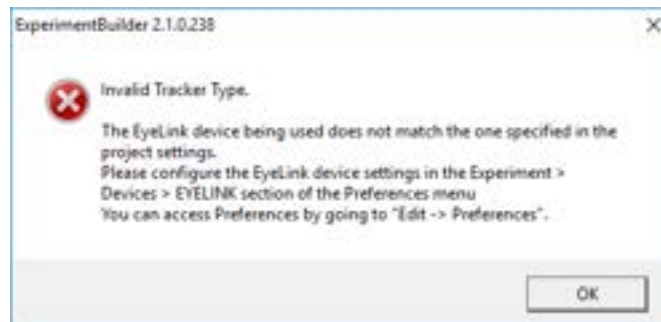 ExperimentBuilder 2.1.0.238
Invalid Tracker Type.
The EyeLink device being used does not match the one specified in the
project settings.
Please configure the EyeLink device settings in the Experiment >
Devices > EYELINK section of the Preferences menu
You can access Preferences by going to "Edit -> Preferences".
OK